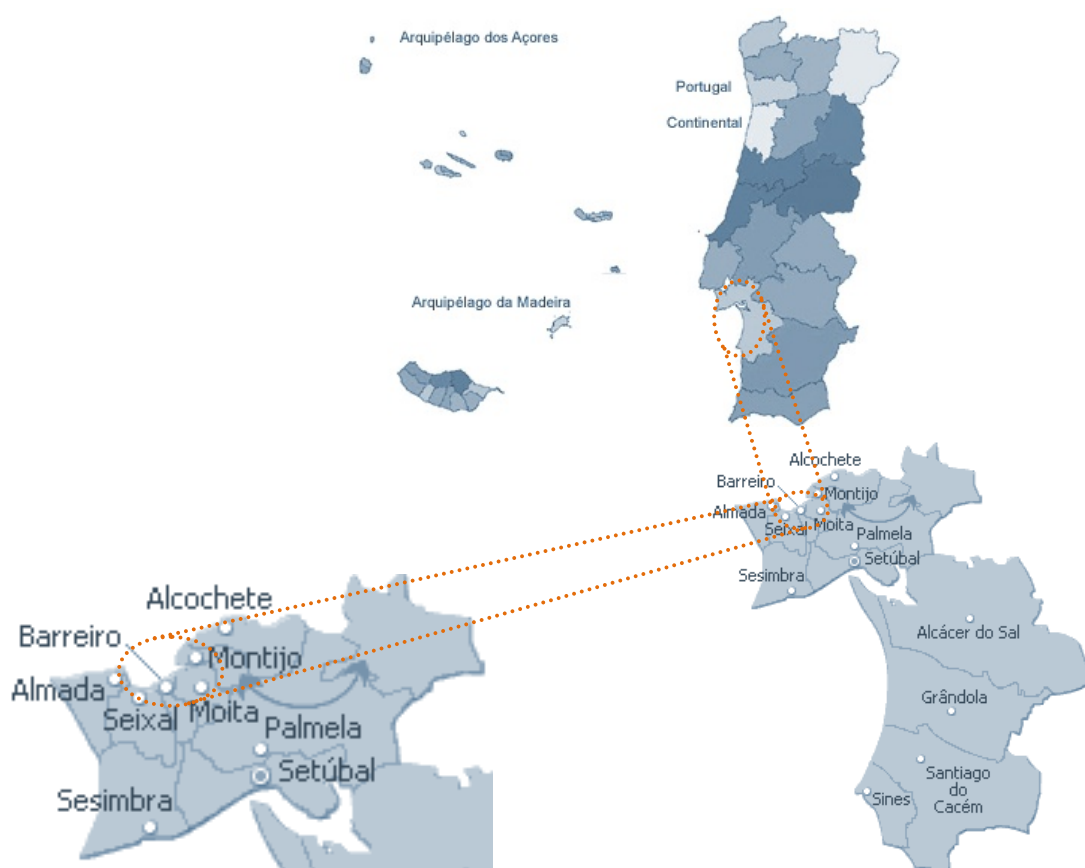 Arquipélago dos Açores
Portugal
Continental
Arquipélago da Madeira
Alcochete
Barreiro
Montijo
Almada
Seixal
Moita
Palmela
Setúbal
Sesimbra
Alcácer do Sal
Grândola
Santiago
do
Cacém
Sines
Alcochete
Barreiro
Montijo
Almada
Seixal
Moita
Palmela
Setúbal
Sesimbra